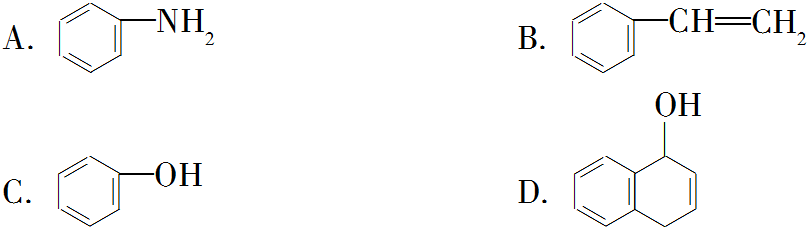 A. NH₂
B. CH=CH₂
C. OH
D. OH